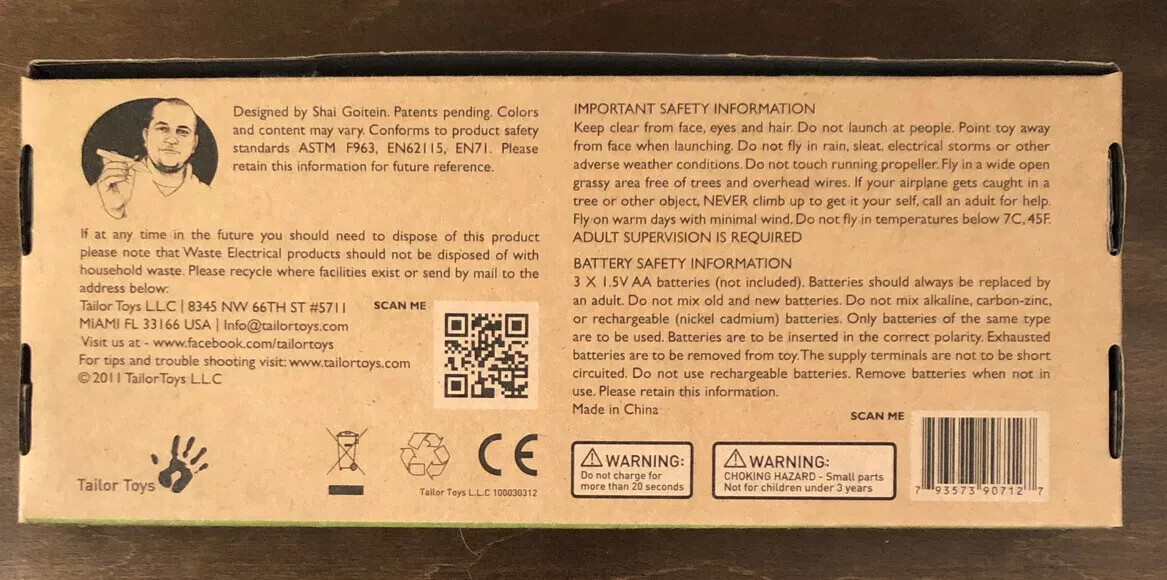 Designed by Shai Goitein. Patents pending. Colors
and content may vary. Conforms to product safety
standards ASTM F963, EN62115, EN71. Please
retain this information for future reference.
If at any time in the future you should need to dispose of this product
please note that Waste Electrical products should not be disposed of with
household waste. Please recycle where facilities exist or send by mail to the
address below:
Tailor Toys L.L.C | 8345 NW 66TH ST #5711
MIAMI FL 33166 USA | Info@tailortoys.com
Visit us at - www.facebook.com/tailortoys
For tips and trouble shooting visit: www.tailortoys.com
© 2011 Tailor Toys L.L.C
SCAN ME
Tailor Toys
CE
Tailor Toys L.L.C 100030312
IMPORTANT SAFETY INFORMATION
Keep clear from face, eyes and hair. Do not launch at people. Point toy away
from face when launching. Do not fly in rain, sleat, electrical storms or other
adverse weather conditions. Do not touch running propeller. Fly in a wide open
grassy area free of trees and overhead wires. If your airplane gets caught in a
tree or other object, NEVER climb up to get it your self, call an adult for help.
Fly on warm days with minimal wind. Do not fly in temperatures below 7C, 45F.
ADULT SUPERVISION IS REQUIRED
BATTERY SAFETY INFORMATION
3 X 1.5V AA batteries (not included). Batteries should always be replaced by
an adult. Do not mix old and new batteries. Do not mix alkaline, carbon-zinc,
or rechargeable (nickel cadmium) batteries. Only batteries of the same type
are to be used. Batteries are to be inserted in the correct polarity. Exhausted
batteries are to be removed from toy. The supply terminals are not to be short
circuited. Do not use rechargeable batteries. Remove batteries when not in
use. Please retain this information.
Made in China
SCAN ME
WARNING:
Do not charge for
more than 20 seconds
WARNING:
CHOKING HAZARD - Small parts
Not for children under 3 years
7 93573 90712 7